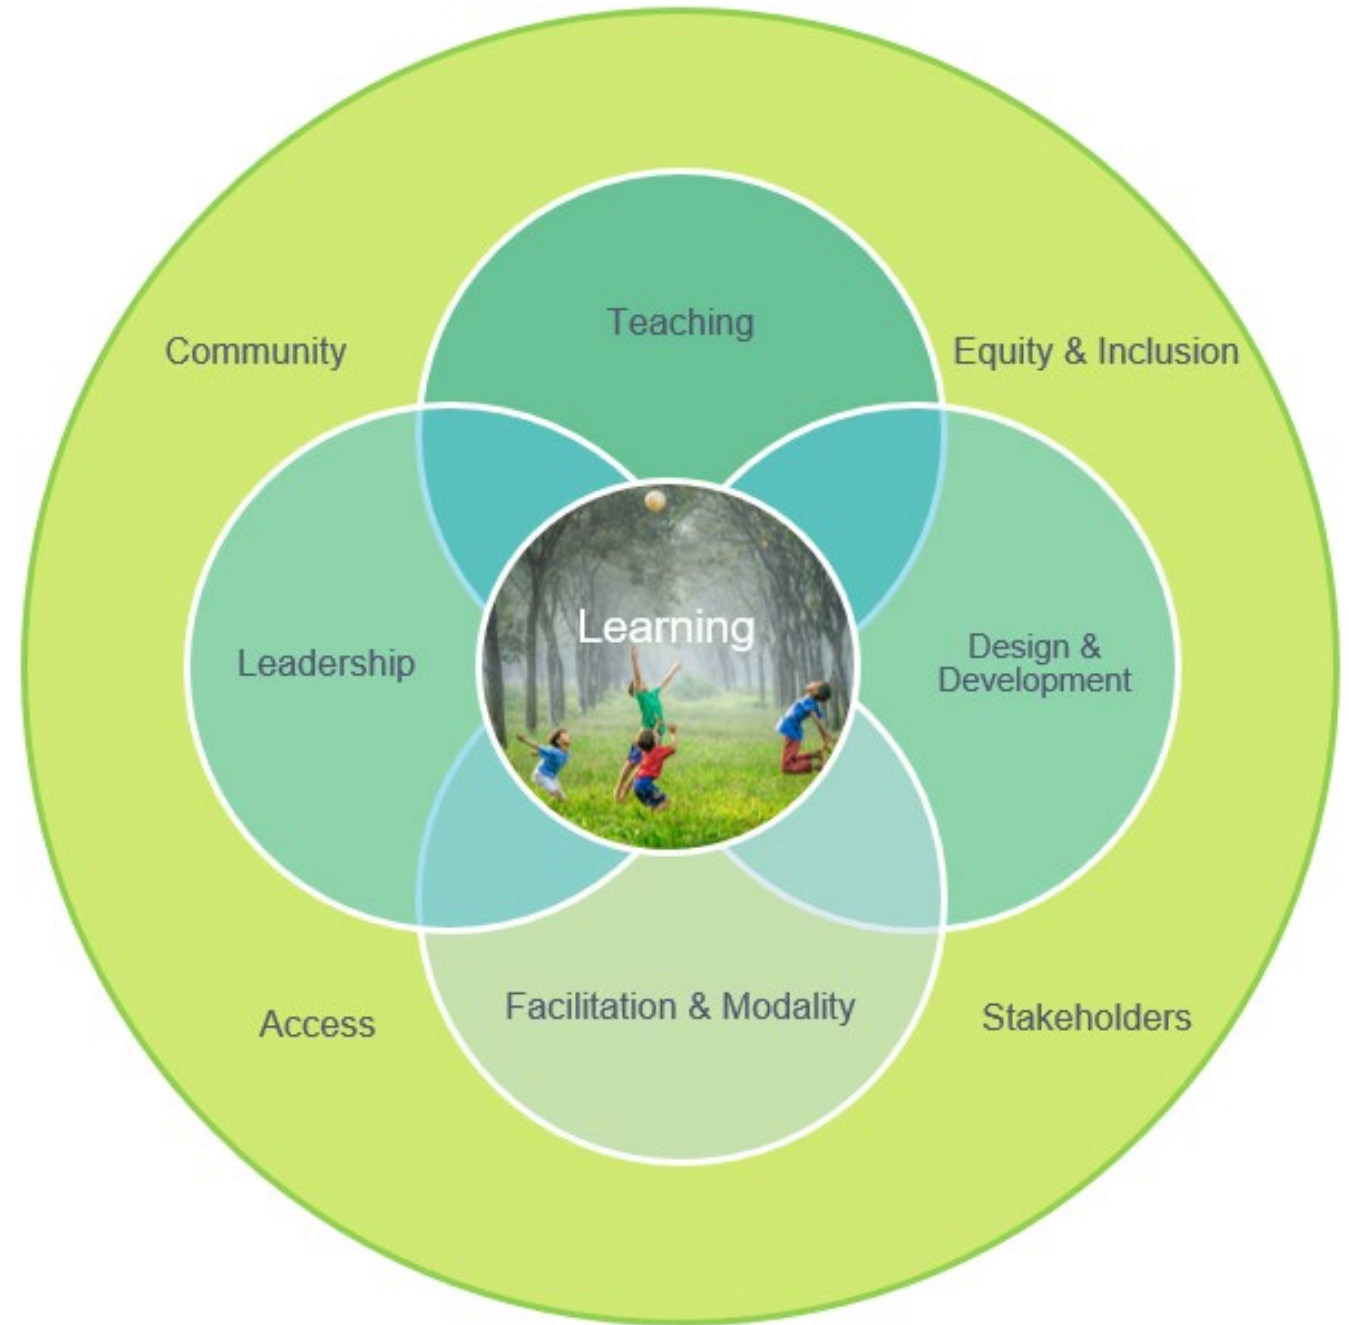 Teaching
Community
Equity & Inclusion
Learning
Leadership
Design &
Development
Facilitation & Modality
Access
Stakeholders